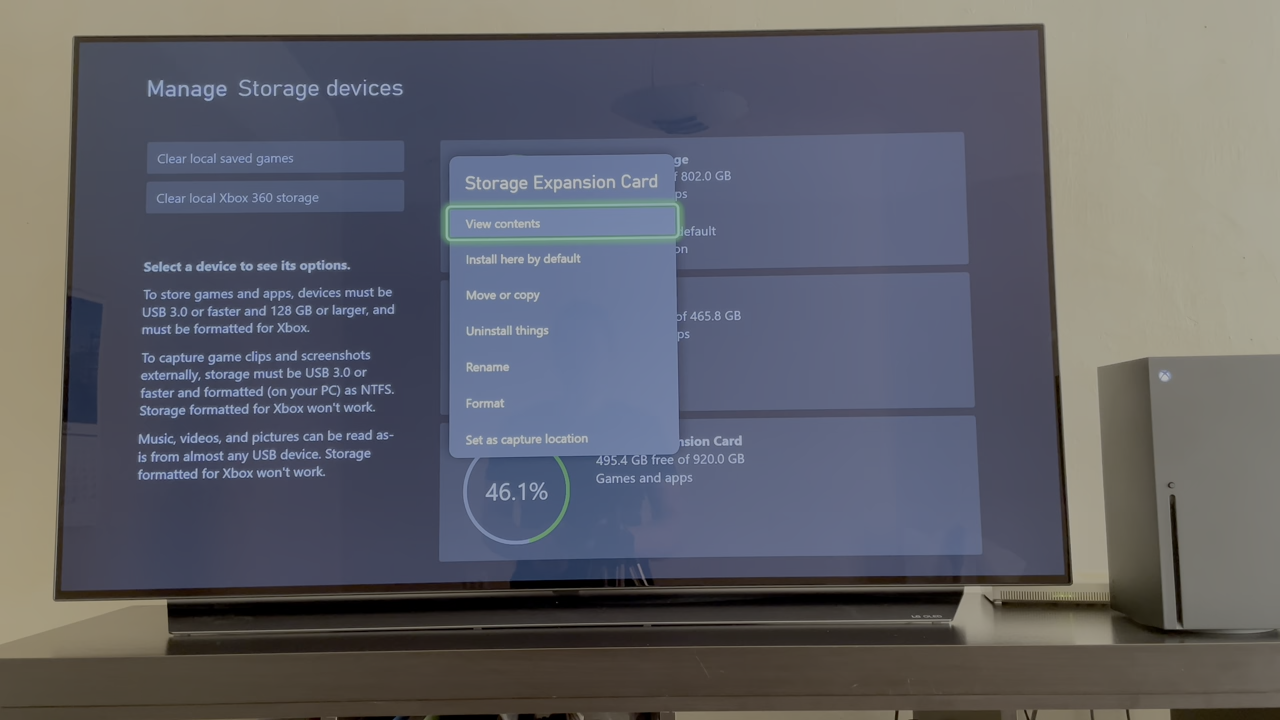 Manage Storage devices
Clear local saved games
Clear local Xbox 360 storage
Select a device to see its options.
To store games and apps, devices must be
USB 3.0 or faster and 128 GB or larger, and
must be formatted for Xbox.
To capture game clips and screenshots
externally, storage must be USB 3.0 or
faster and formatted (on your PC) as NTFS.
Storage formatted for Xbox won't work.
Music, videos, and pictures can be read as-
is from almost any USB device. Storage
formatted for Xbox won't work.
Storage Expansion Card
View contents
Install here by default
Move or copy
Uninstall things
Rename
Format
Set as capture location
802.0 GB
of 465.8 GB
Card
495.4 GB free of 920.0 GB
Games and apps
46.1%
LG OLED